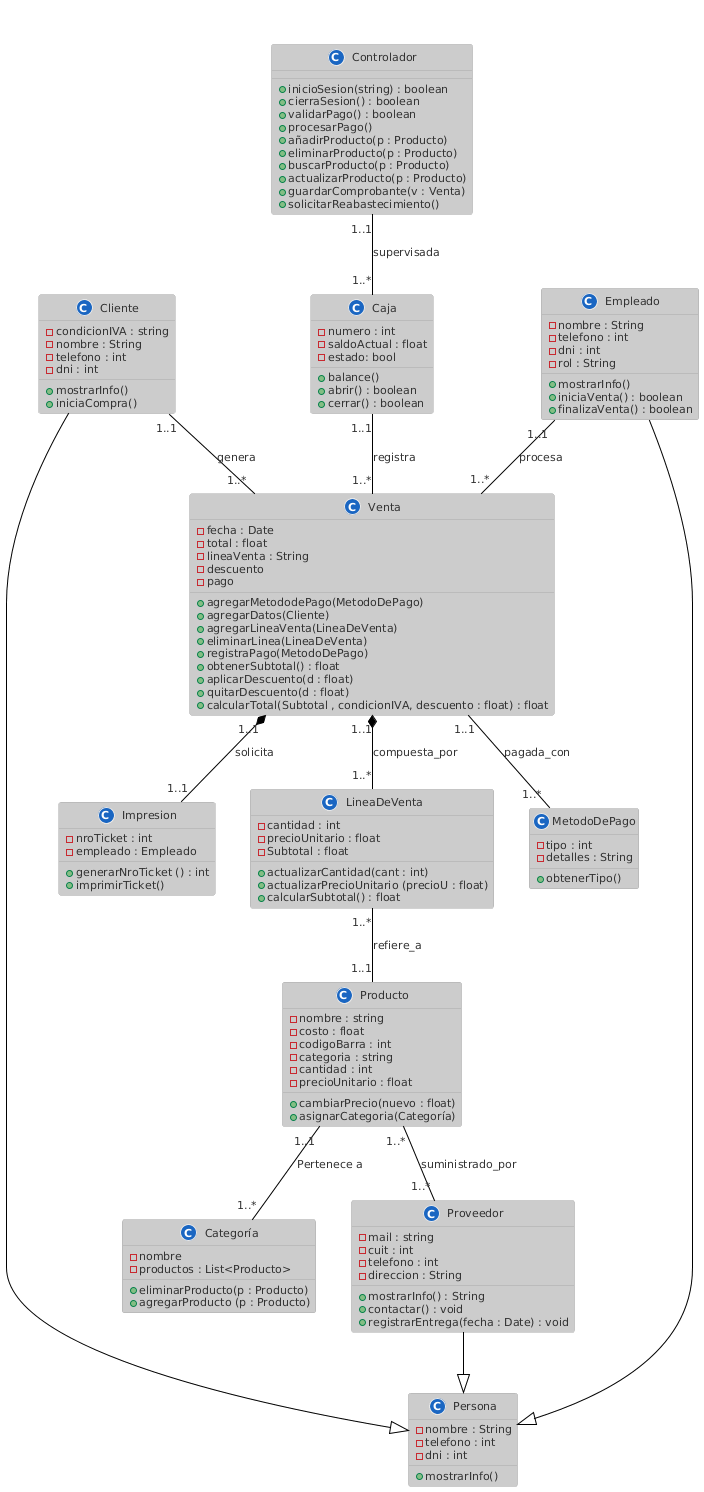 Controlador
inicioSesion(string) : boolean
cierraSesion() : boolean
validarPago() : boolean
procesarPago()
añadirProducto(p : Producto)
eliminarProducto(p : Producto)
buscarProducto(p : Producto)
actualizarProducto(p : Producto)
guardarComprobante(v : Venta)
solicitarReabastecimiento()
1..1
supervisada
1..*
Cliente
condicionIVA : string
nombre : String
telefono : int
dni : int
mostrarInfo()
iniciaCompra()
Caja
numero : int
saldoActual : float
estado: bool
balance()
abrir() : boolean
cerrar() : boolean
Empleado
nombre : String
telefono : int
dni : int
rol : String
mostrarInfo()
iniciaVenta() : boolean
finalizaVenta() : boolean
1..1
genera
1..*
1..1
registra
1..*
1..1
procesa
1..*
Venta
fecha : Date
total : float
lineaVenta : String
descuento
pago
agregarMetododePago(MetodoDePago)
agregarDatos(Cliente)
agregarLineaVenta(LineaDeVenta)
eliminarLinea(LineaDeVenta)
registraPago(MetodoDePago)
obtenerSubtotal() : float
aplicarDescuento(d : float)
quitarDescuento(d : float)
calcularTotal(Subtotal , condicionIVA, descuento : float) : float
1..1
solicita
1..1
1..1
compuesta_por
1..*
1..1
pagada_con
1..*
Impresion
nroTicket : int
empleado : Empleado
generarNroTicket () : int
imprimirTicket()
LineaDeVenta
cantidad : int
precioUnitario : float
Subtotal : float
actualizarCantidad(cant : int)
actualizarPrecioUnitario (precioU : float)
calcularSubtotal() : float
MetodoDePago
tipo : int
detalles : String
obtenerTipo()
1..*
refiere_a
1..1
Producto
nombre : string
costo : float
codigoBarra : int
categoria : string
cantidad : int
precioUnitario : float
cambiarPrecio(nuevo : float)
asignarCategoria(Categoría)
1..1
Pertenece a
1..*
1..*
suministrado_por
1..*
Categoría
nombre
productos : List<Producto>
eliminarProducto(p : Producto)
agregarProducto (p : Producto)
Proveedor
mail : string
cuit : int
telefono : int
direccion : String
mostrarInfo() : String
contactar() : void
registrarEntrega(fecha : Date) : void
Persona
nombre : String
telefono : int
dni : int
mostrarInfo()